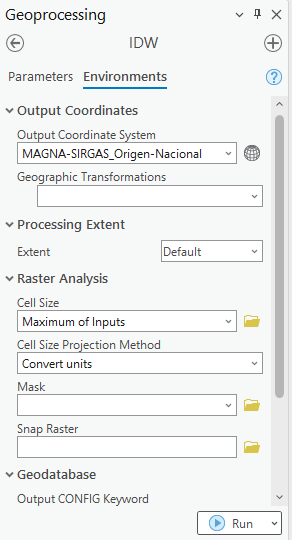 Geoprocessing
IDW
Parameters Environments
Output Coordinates
Output Coordinate System
MAGNA-SIRGAS_Origen-Nacional
Geographic Transformations
Processing Extent
Extent Default
Raster Analysis
Cell Size
Maximum of Inputs
Cell Size Projection Method
Convert units
Mask
Snap Raster
Geodatabase
Output CONFIG Keyword
Run